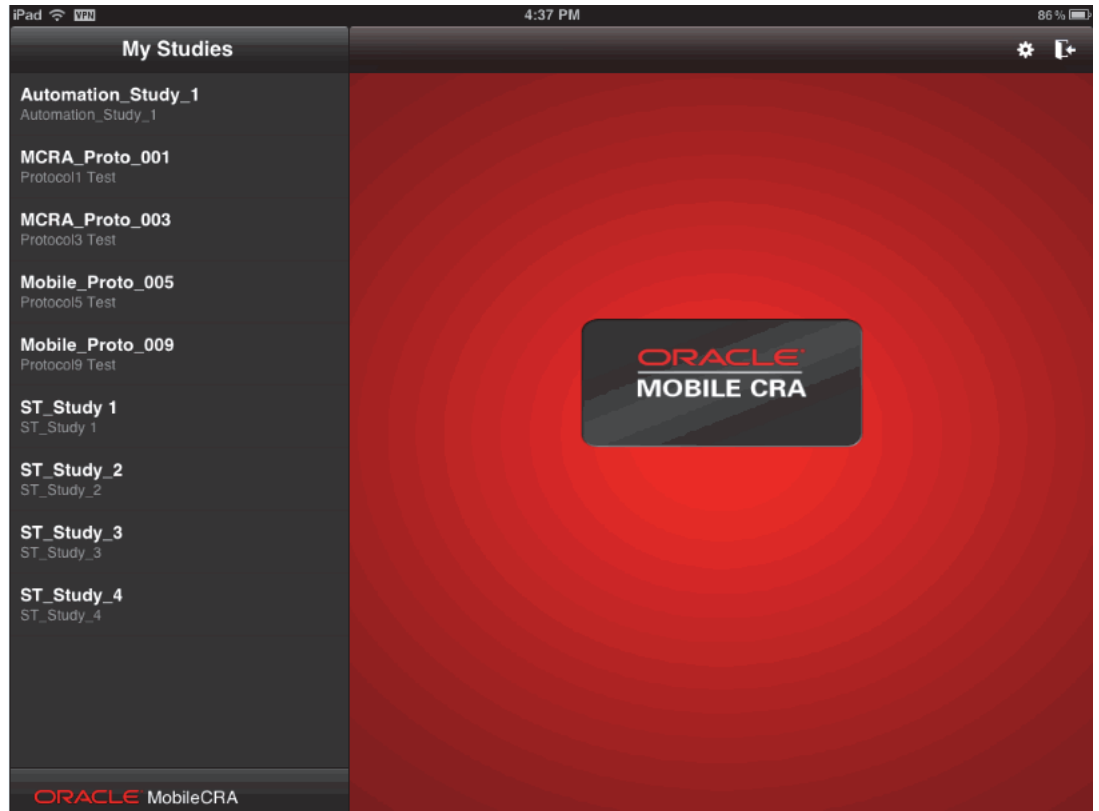 iPad VPN 4:37 PM 86%
My Studies
Automation_Study_1
Automation_Study_1
MCRA_Proto_001
Protocol1 Test
MCRA_Proto_003
Protocol3 Test
Mobile_Proto_005
Protocol5 Test
Mobile_Proto_009
Protocol9 Test
ST_Study 1
ST_Study 1
ST_Study_2
ST_Study_2
ST_Study_3
ST_Study_3
ST_Study_4
ST_Study_4
ORACLE
MOBILE CRA
ORACLE MobileCRA